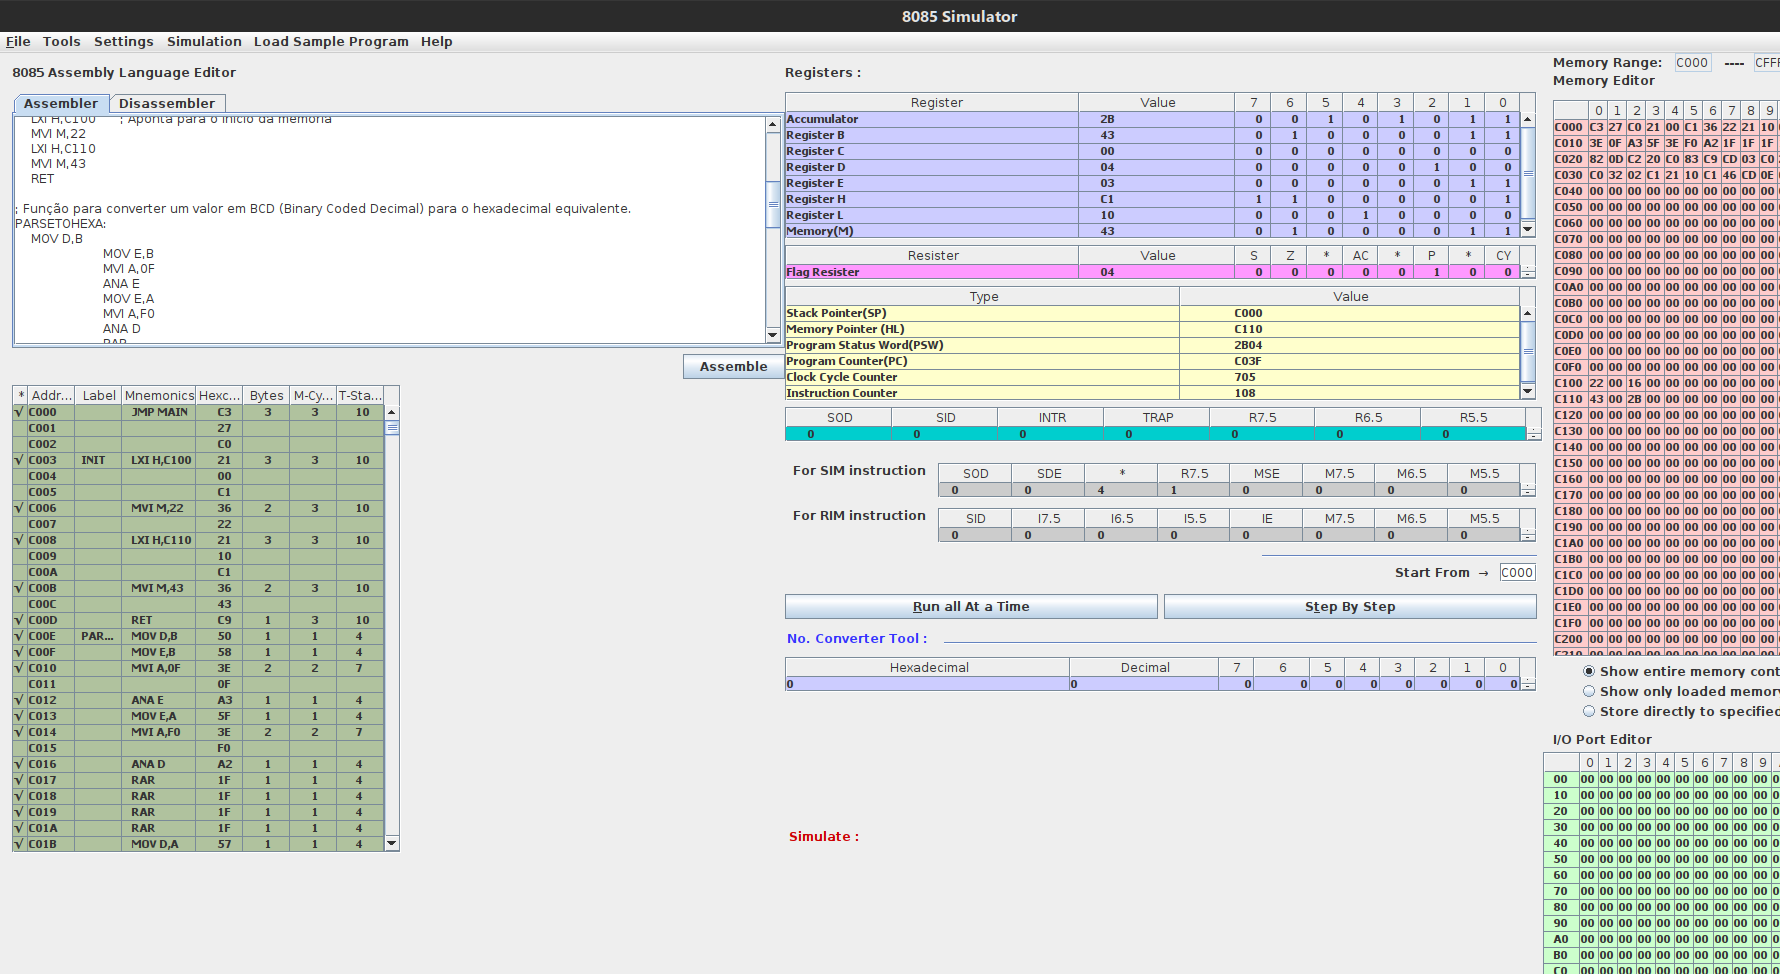 8085 Simulator
File Tools Settings Simulation Load Sample Program Help
8085 Assembly Language Editor
Assembler Disassembler
LXI H,C100 ; Aponta para o início da memória
MVI M,22
LXI H,C110
MVI M,43
RET
; Função para converter um valor em BCD (Binary Coded Decimal) para o hexadecimal equivalente.
PARSETOHEXA:
MOV D,B
MOV E,B
MVI A,0F
ANA E
MOV E,A
MVI A,F0
ANA D
RAR
Assemble
* Addr... Label Mnemonics Hexc... Bytes M-Cy... T-Sta...
√ C000 JMP MAIN C3 3 3 10
C001 27
C002 C0
√ C003 INIT LXI H,C100 21 3 3 10
C004 00
C005 C1
√ C006 MVI M,22 36 2 3 10
C007 22
√ C008 LXI H,C110 21 3 3 10
C009 10
C00A C1
√ C00B MVI M,43 36 2 3 10
C00C 43
√ C00D RET C9 1 3 10
√ C00E PAR... MOV D,B 50 1 1 4
√ C00F MOV E,B 58 1 1 4
√ C010 MVI A,0F 3E 2 2 7
C011 0F
√ C012 ANA E A3 1 1 4
√ C013 MOV E,A 5F 1 1 4
√ C014 MVI A,F0 3E 2 2 7
C015 F0
√ C016 ANA D A2 1 1 4
√ C017 RAR 1F 1 1 4
√ C018 RAR 1F 1 1 4
√ C019 RAR 1F 1 1 4
√ C01A RAR 1F 1 1 4
√ C01B MOV D,A 57 1 1 4
Registers :
Register Value 7 6 5 4 3 2 1 0
Accumulator 2B 0 0 1 0 1 0 1 1
Register B 43 0 1 0 0 0 0 1 1
Register C 00 0 0 0 0 0 0 0 0
Register D 04 0 0 0 0 0 1 0 0
Register E 03 0 0 0 0 0 0 1 1
Register H C1 1 1 0 0 0 0 0 1
Register L 10 0 0 0 1 0 0 0 0
Memory(M) 43 0 1 0 0 0 0 1 1
Resister Value S Z * AC * P * CY
Flag Resister 04 0 0 0 0 0 1 0 0
Type Value
Stack Pointer(SP) C000
Memory Pointer (HL) C110
Program Status Word(PSW) 2B04
Program Counter(PC) C03F
Clock Cycle Counter 705
Instruction Counter 108
SOD SID INTR TRAP R7.5 R6.5 R5.5
0 0 0 0 0 0 0
For SIM instruction
SOD SDE * R7.5 MSE M7.5 M6.5 M5.5
0 0 4 1 0 0 0 0
For RIM instruction
SID I7.5 I6.5 I5.5 IE M7.5 M6.5 M5.5
0 0 0 0 0 0 0 0
Start From → C000
Run all At a Time Step By Step
No. Converter Tool :
Hexadecimal Decimal 7 6 5 4 3 2 1 0
0 0 0 0 0 0 0 0 0 0
Simulate :
Memory Range: C000 ---- CFFF
Memory Editor
0 1 2 3 4 5 6 7 8 9
C000 C3 27 C0 21 00 C1 36 22 21 10
C010 3E 0F A3 5F 3E F0 A2 1F 1F 1F
C020 82 0D C2 20 C0 83 C9 CD 03 C0
C030 C0 32 02 C1 21 10 C1 46 CD 0E
C040 00 00 00 00 00 00 00 00 00 00
C050 00 00 00 00 00 00 00 00 00 00
C060 00 00 00 00 00 00 00 00 00 00
C070 00 00 00 00 00 00 00 00 00 00
C080 00 00 00 00 00 00 00 00 00 00
C090 00 00 00 00 00 00 00 00 00 00
C0A0 00 00 00 00 00 00 00 00 00 00
C0B0 00 00 00 00 00 00 00 00 00 00
C0C0 00 00 00 00 00 00 00 00 00 00
C0D0 00 00 00 00 00 00 00 00 00 00
C0E0 00 00 00 00 00 00 00 00 00 00
C0F0 00 00 00 00 00 00 00 00 00 00
C100 22 00 16 00 00 00 00 00 00 00
C110 43 00 2B 00 00 00 00 00 00 00
C120 00 00 00 00 00 00 00 00 00 00
C130 00 00 00 00 00 00 00 00 00 00
C140 00 00 00 00 00 00 00 00 00 00
C150 00 00 00 00 00 00 00 00 00 00
C160 00 00 00 00 00 00 00 00 00 00
C170 00 00 00 00 00 00 00 00 00 00
C180 00 00 00 00 00 00 00 00 00 00
C190 00 00 00 00 00 00 00 00 00 00
C1A0 00 00 00 00 00 00 00 00 00 00
C1B0 00 00 00 00 00 00 00 00 00 00
C1C0 00 00 00 00 00 00 00 00 00 00
C1D0 00 00 00 00 00 00 00 00 00 00
C1E0 00 00 00 00 00 00 00 00 00 00
C1F0 00 00 00 00 00 00 00 00 00 00
C200 00 00 00 00 00 00 00 00 00 00
C210 00 00 00 00 00 00 00 00 00 00
Show entire memory cont
Show only loaded memory
Store directly to specified
I/O Port Editor
0 1 2 3 4 5 6 7 8 9
00 00 00 00 00 00 00 00 00 00 00
10 00 00 00 00 00 00 00 00 00 00
20 00 00 00 00 00 00 00 00 00 00
30 00 00 00 00 00 00 00 00 00 00
40 00 00 00 00 00 00 00 00 00 00
50 00 00 00 00 00 00 00 00 00 00
60 00 00 00 00 00 00 00 00 00 00
70 00 00 00 00 00 00 00 00 00 00
80 00 00 00 00 00 00 00 00 00 00
90 00 00 00 00 00 00 00 00 00 00
A0 00 00 00 00 00 00 00 00 00 00
B0 00 00 00 00 00 00 00 00 00 00
C0 00 00 00 00 00 00 00 00 00 00